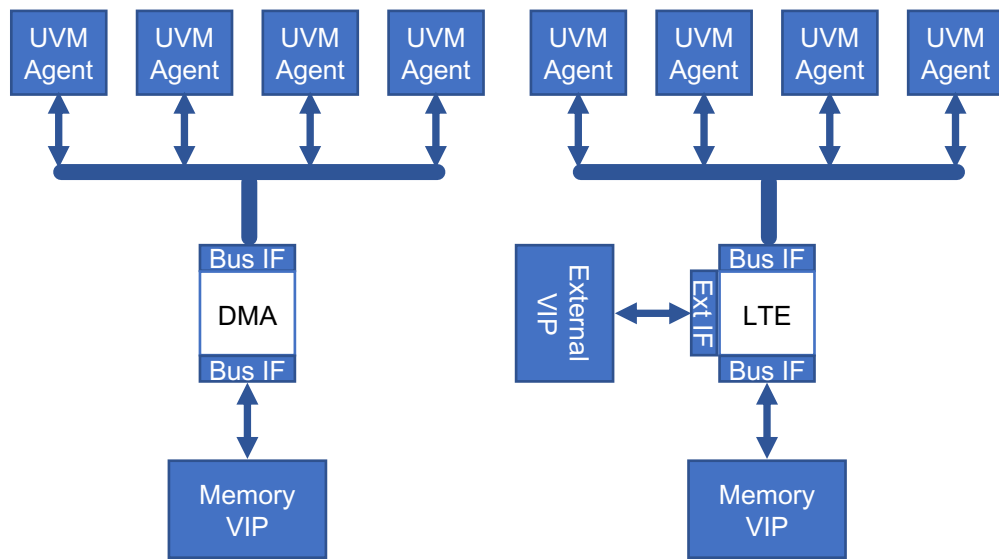 UVM
Agent
UVM
Agent
UVM
Agent
UVM
Agent
UVM
Agent
UVM
Agent
UVM
Agent
UVM
Agent
Bus IF
DMA
Bus IF
Memory
VIP
External
VIP
Ext IF
Bus IF
LTE
Bus IF
Memory
VIP